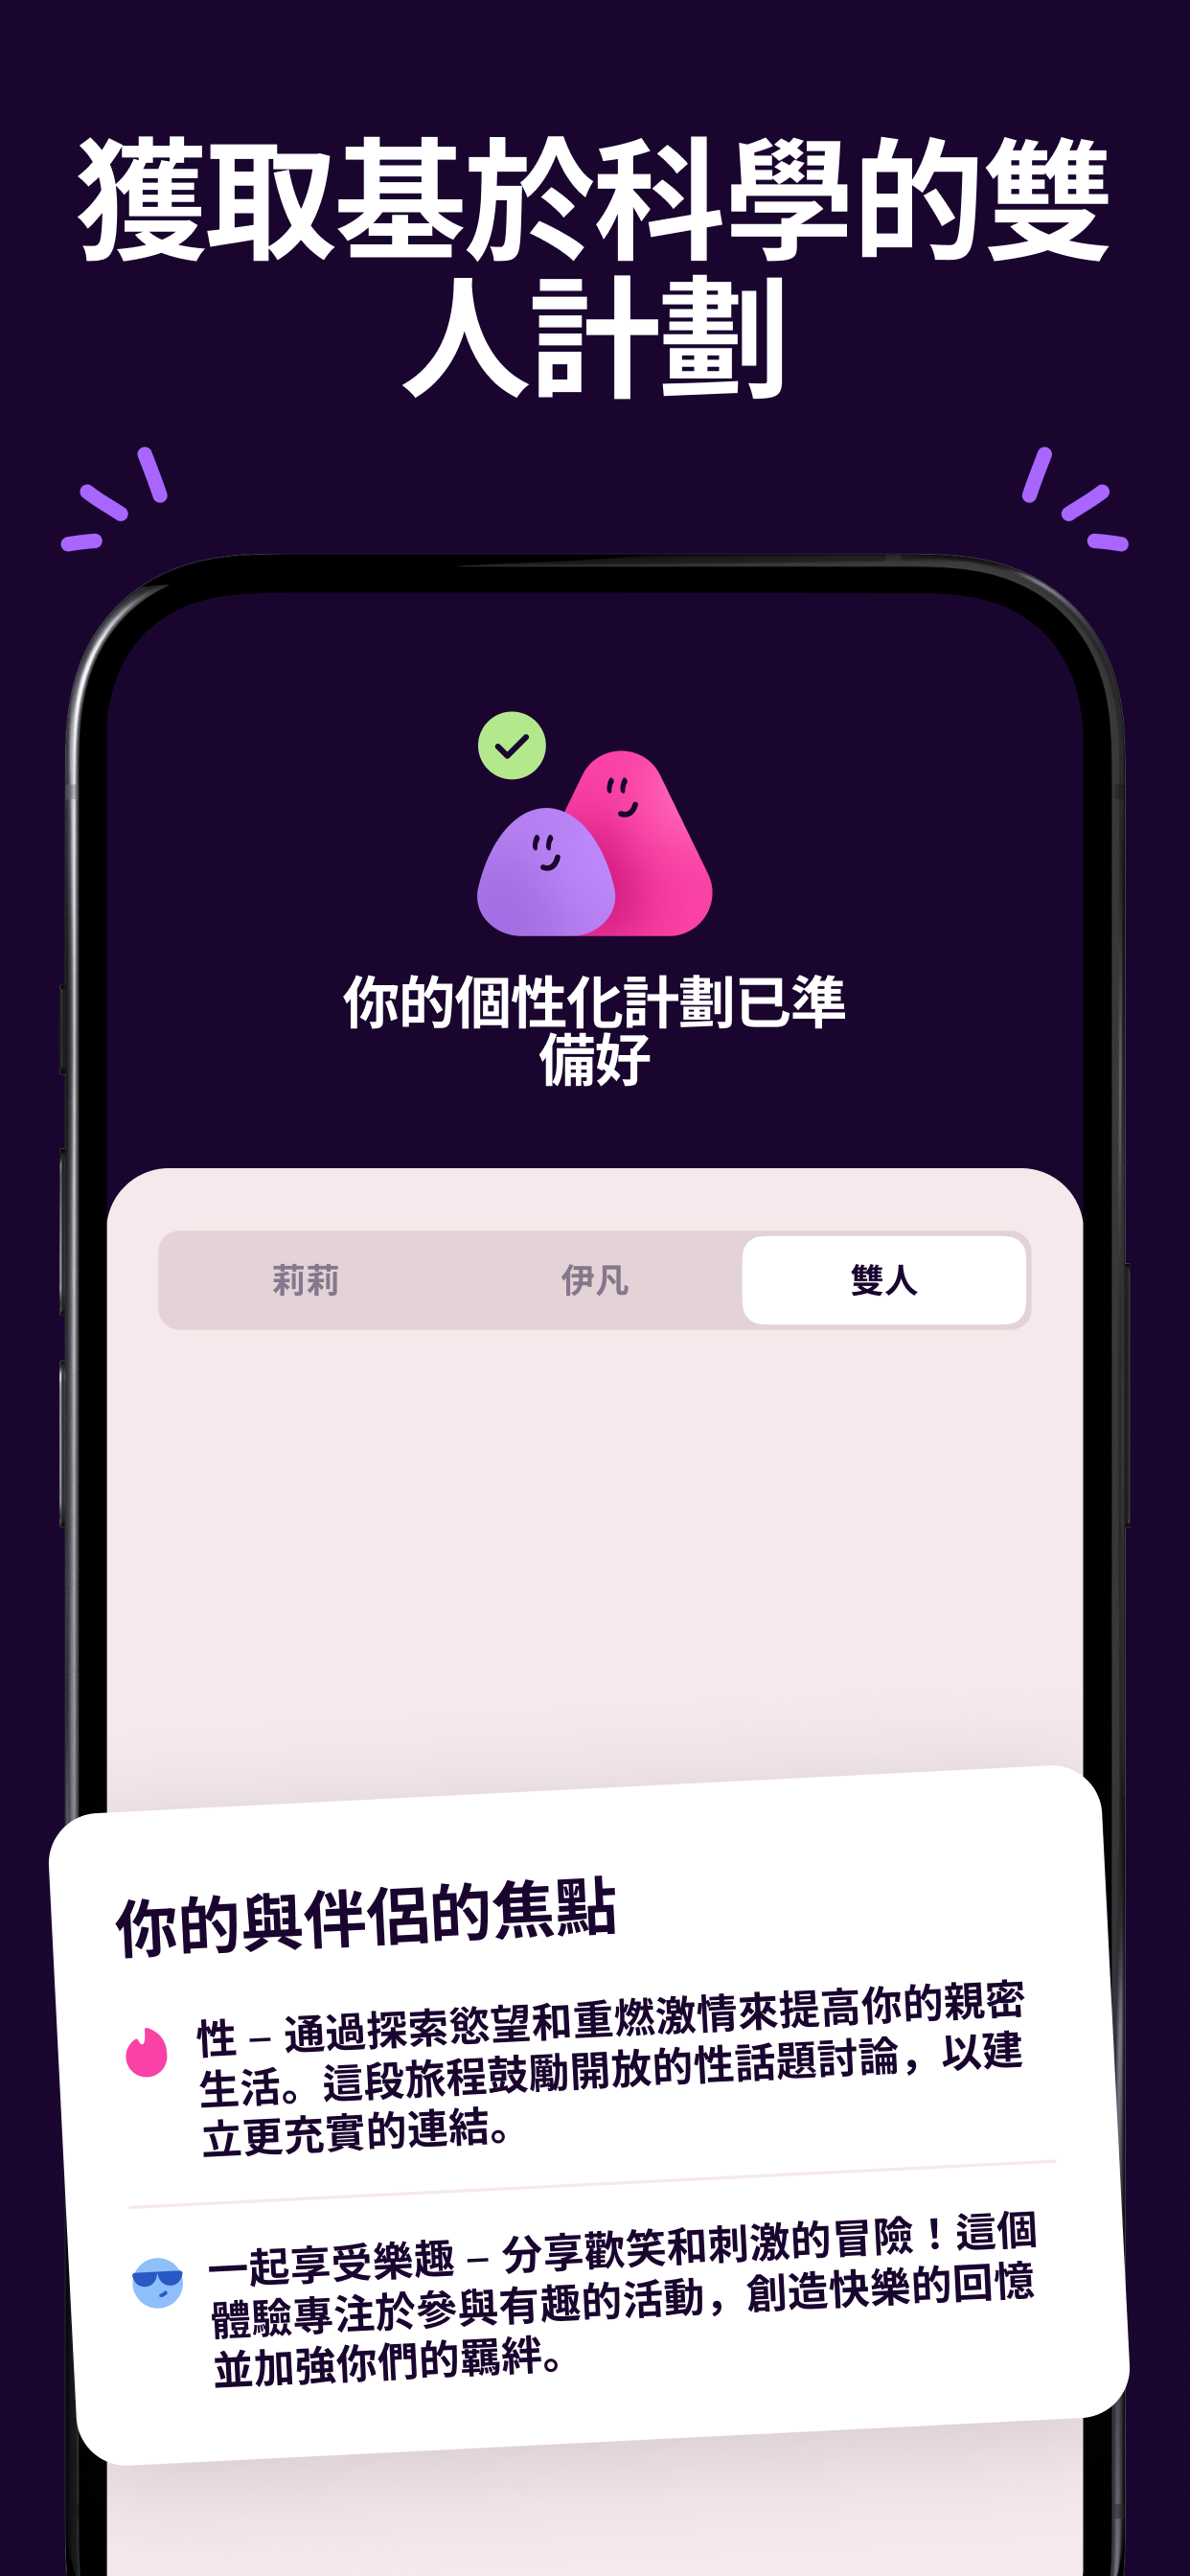 獲取基於科學的雙
人計劃
你的個性化計劃已準
備好
莉莉
伊凡
雙人
你的與伴侶的焦點
性 – 通過探索慾望和重燃激情來提高你的親密
生活。這段旅程鼓勵開放的性話題討論，以建
立更充實的連結。
一起享受樂趣 – 分享歡笑和刺激的冒險！這個
體驗專注於參與有趣的活動，創造快樂的回憶
並加強你們的羈絆。